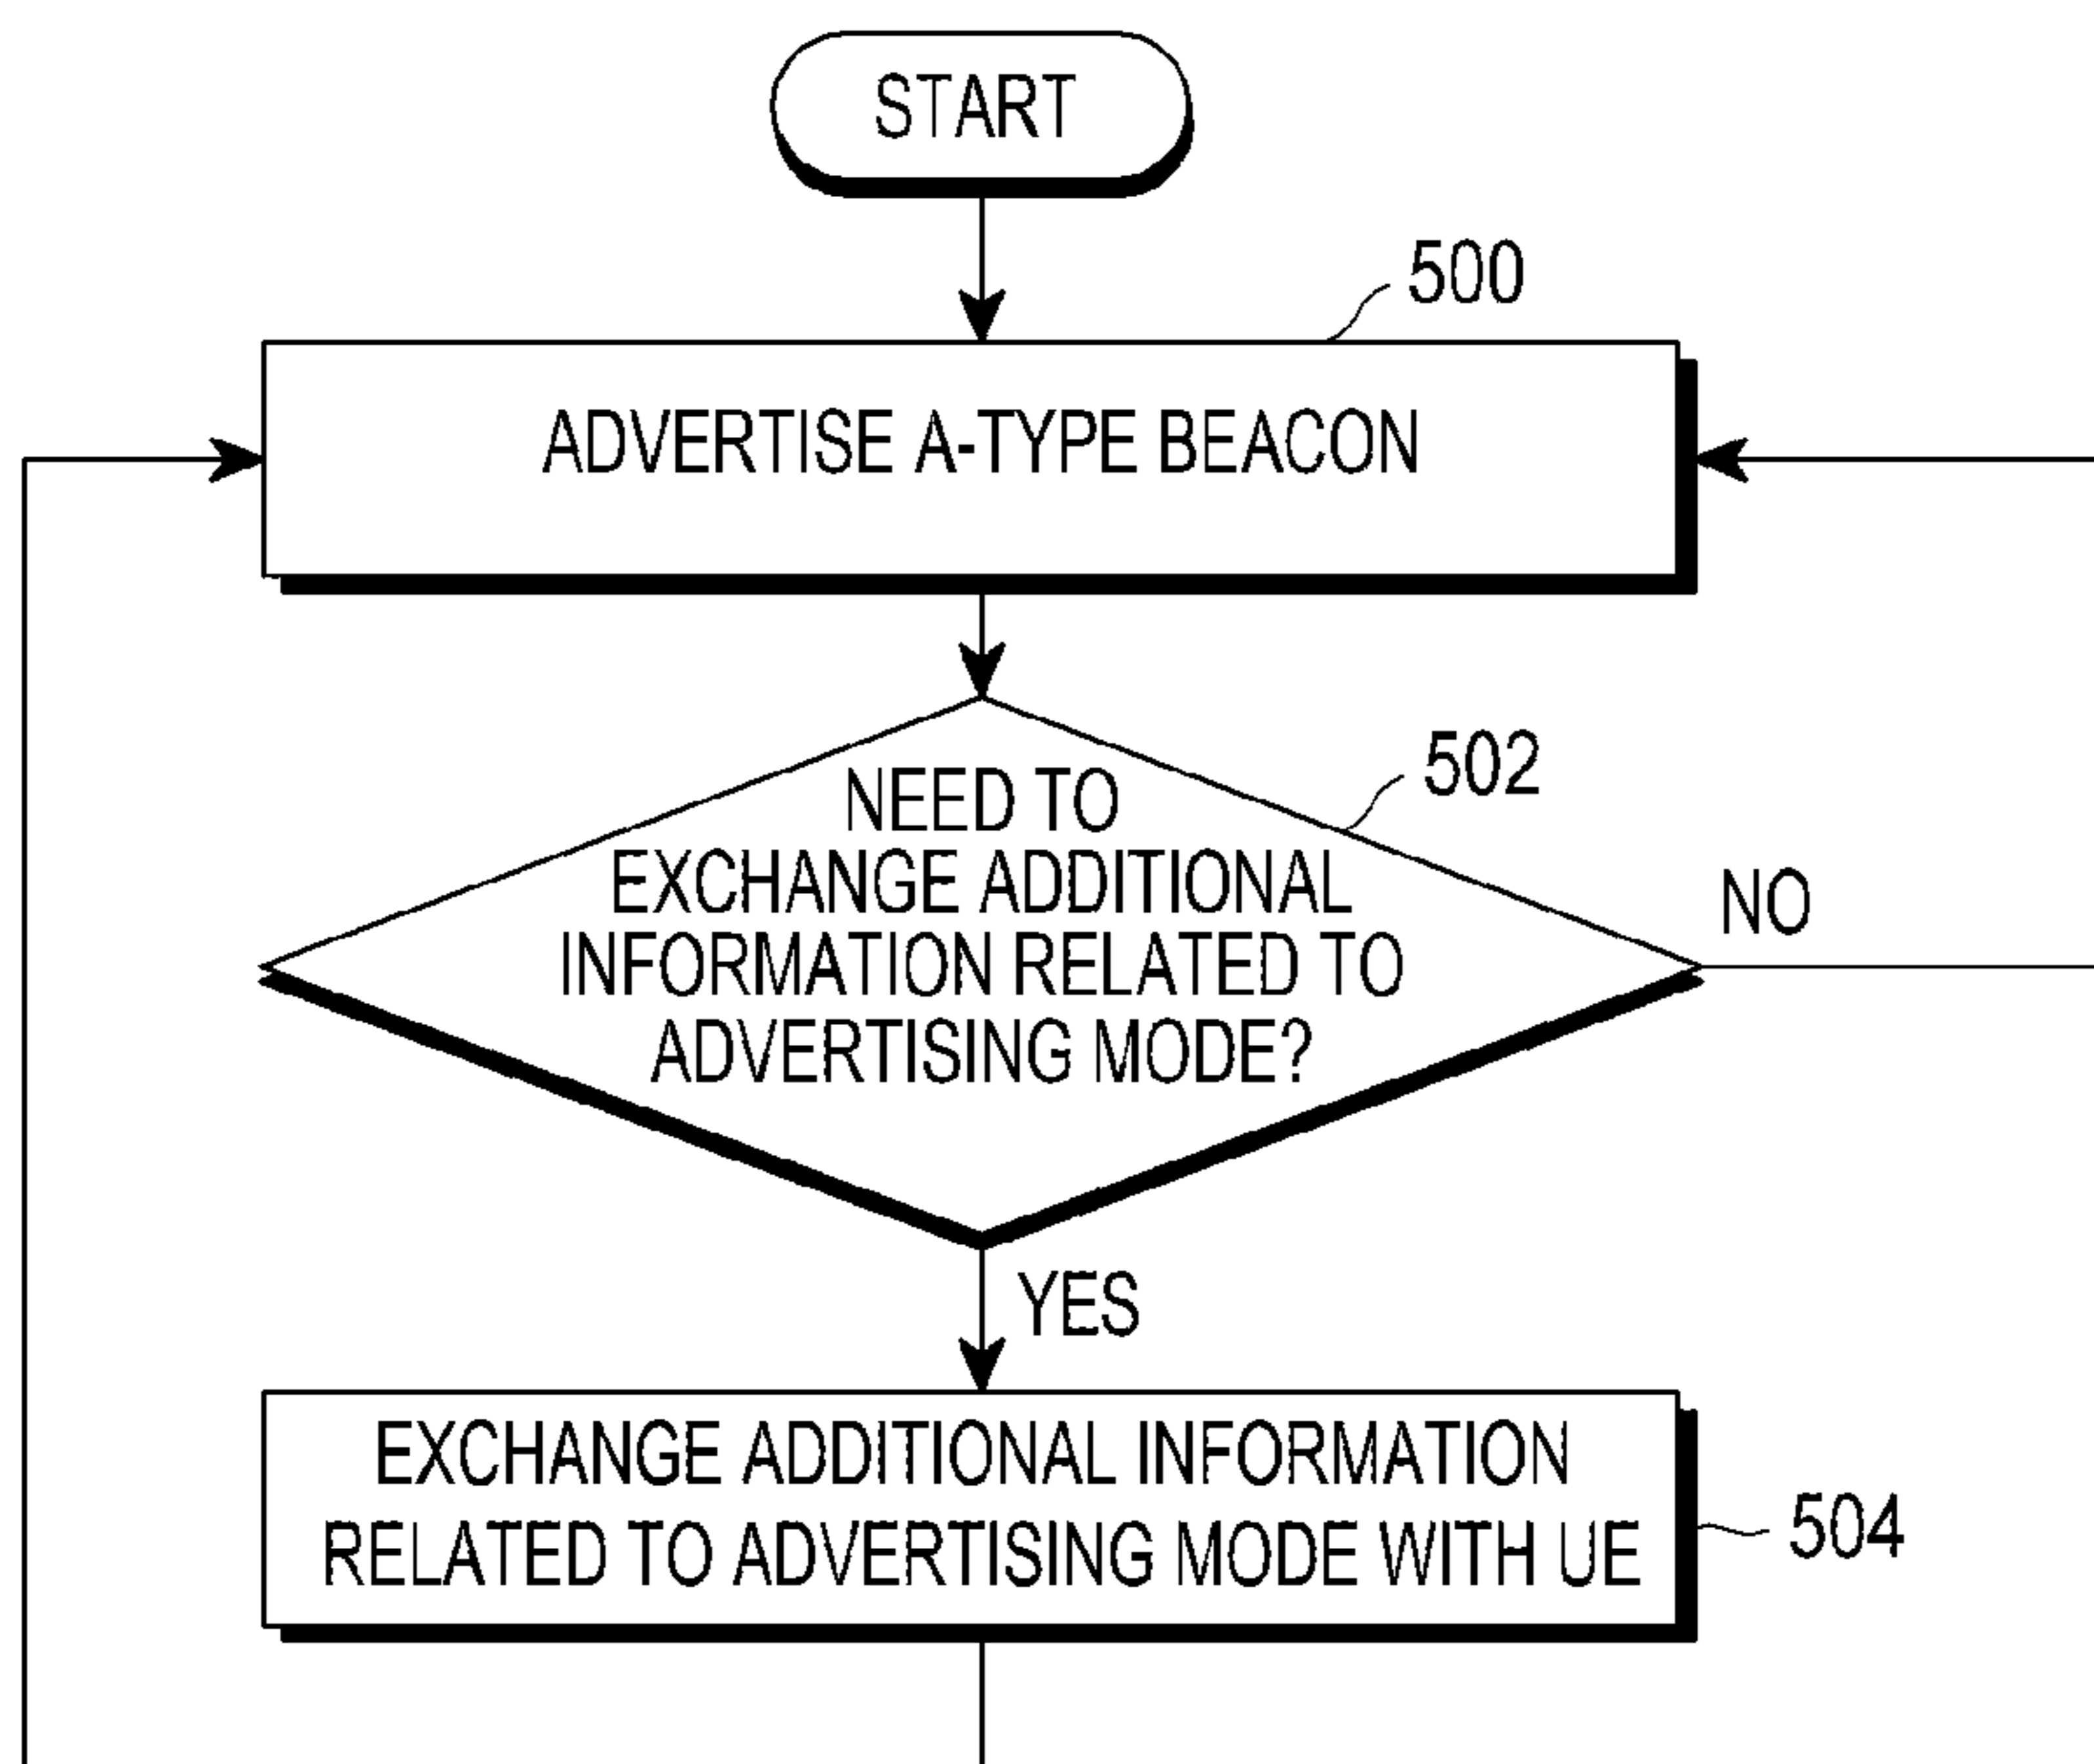 START
500
ADVERTISE A-TYPE BEACON
502
NEED TO
EXCHANGE ADDITIONAL
INFORMATION RELATED TO
ADVERTISING MODE?
NO
YES
EXCHANGE ADDITIONAL INFORMATION
RELATED TO ADVERTISING MODE WITH UE
504